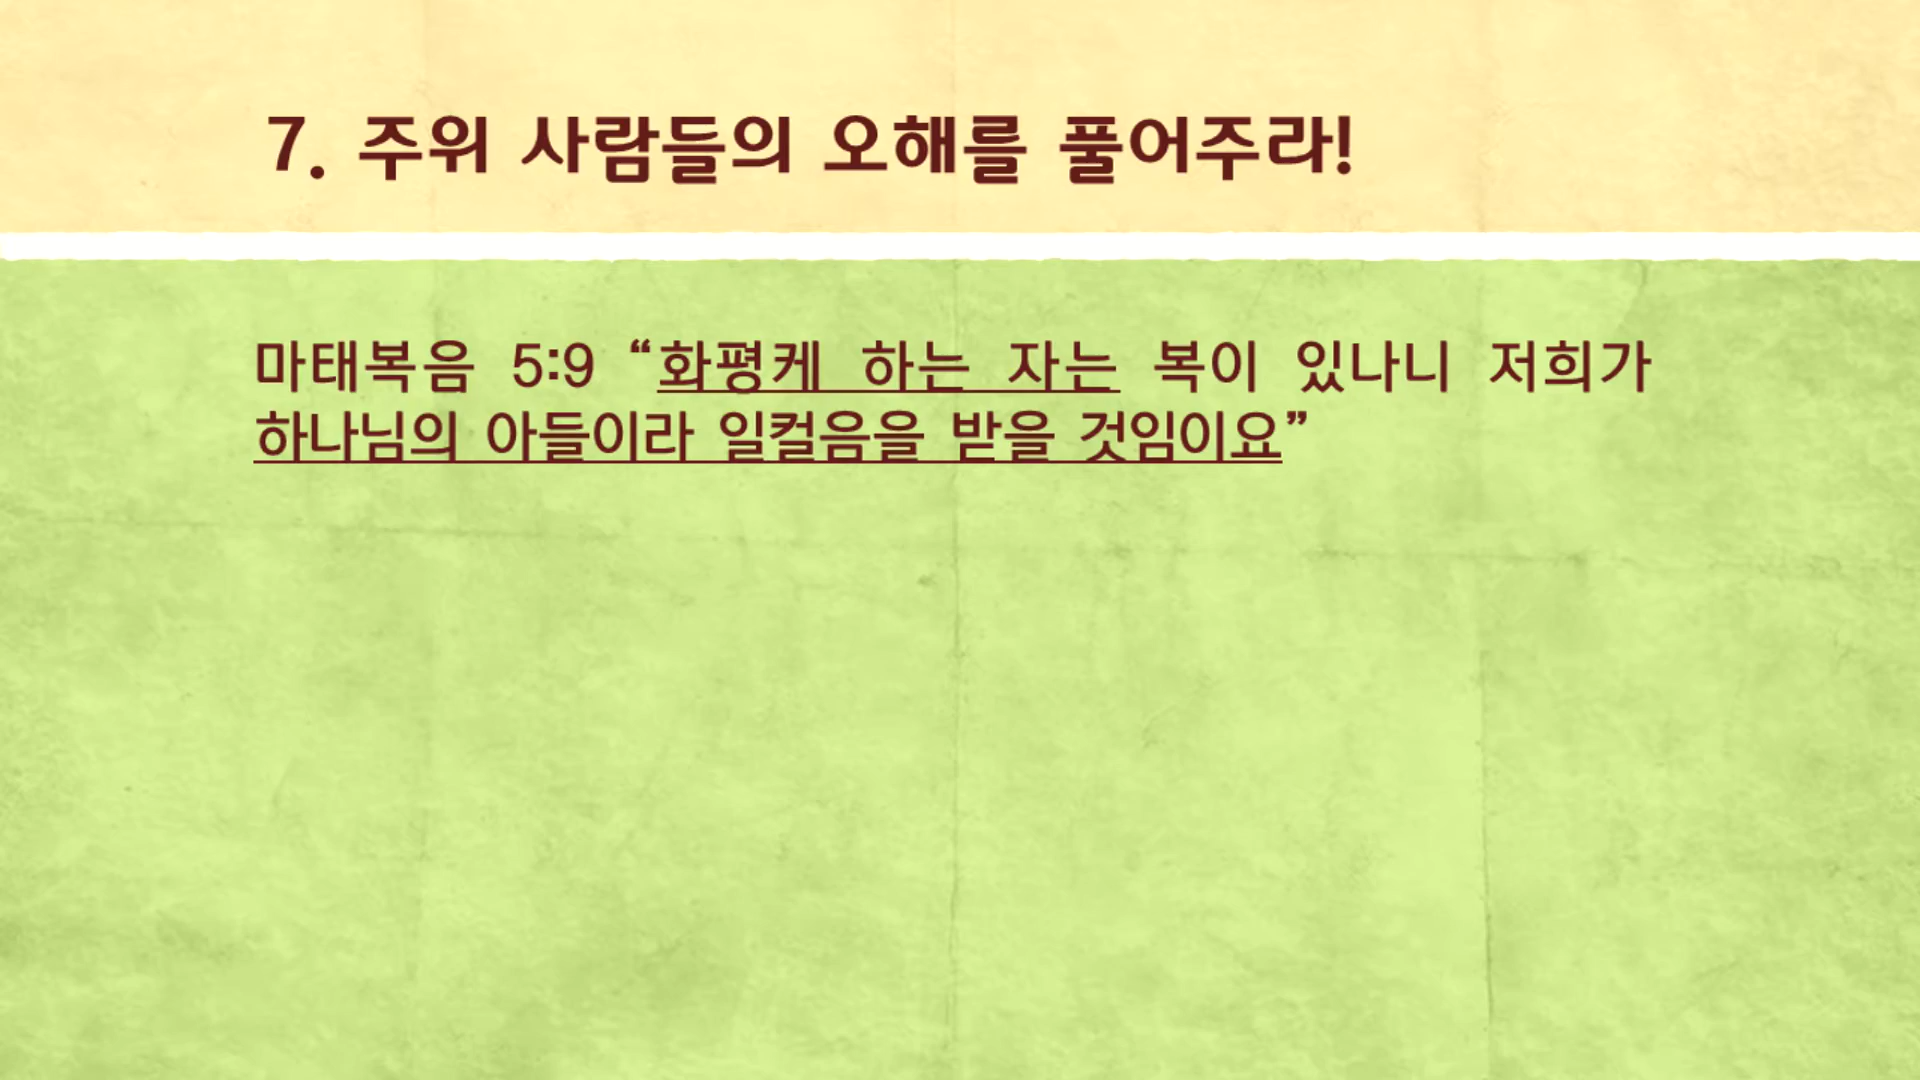 7. 주위 사람들의 오해를 풀어주라!
마태복음 5:9 “화평케 하는 자는 복이 있나니 저희가
하나님의 아들이라 일컬음을 받을 것임이요”